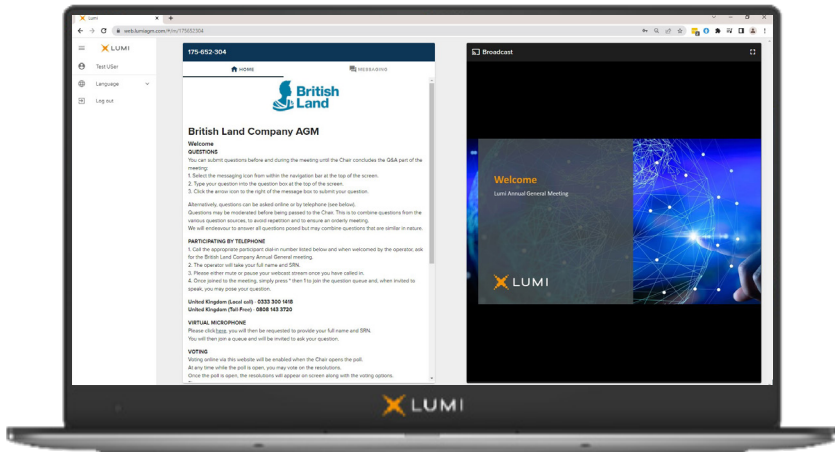 Lumi
web.lumiagm.com/#/m/175652304
LUMI
Test USer
Language
Log out
175-652-304
HOME
MESSAGING
British
Land
British Land Company AGM
Welcome
QUESTIONS
You can submit questions before and during the meeting until the Chair concludes the Q&A part of the
meeting:
1. Select the messaging icon from within the navigation bar at the top of the screen.
2. Type your question into the question box at the top of the screen.
3. Click the arrow icon to the right of the message box to submit your question.
Alternatively, questions can be asked online or by telephone (see below).
Questions may be moderated before being passed to the Chair. This is to combine questions from the
various question sources, to avoid repetition and to ensure an orderly meeting.
We will endeavour to answer all questions posed but may combine questions that are similar in nature.
PARTICIPATING BY TELEPHONE
1. Call the appropriate participant dial-in number listed below and when welcomed by the operator, ask
for the British Land Company Annual General meeting.
2. The operator will take your full name and SRN.
3. Please either mute or pause your webcast stream once you have called in.
4. Once joined to the meeting, simply press * then 1 to join the question queue and, when invited to
speak, you may pose your question.
United Kingdom (Local call) - 0333 300 1418
United Kingdom (Toll Free) - 0808 143 3720
VIRTUAL MICROPHONE
Please click here, you will then be requested to provide your full name and SRN.
You will then join a queue and will be invited to ask your question.
VOTING
Voting online via this website will be enabled when the Chair opens the poll.
At any time while the poll is open, you may vote on the resolutions.
Once the poll is open, the resolutions will appear on screen along with the voting options.
Broadcast
Welcome
Lumi Annual General Meeting
LUMI
LUMI